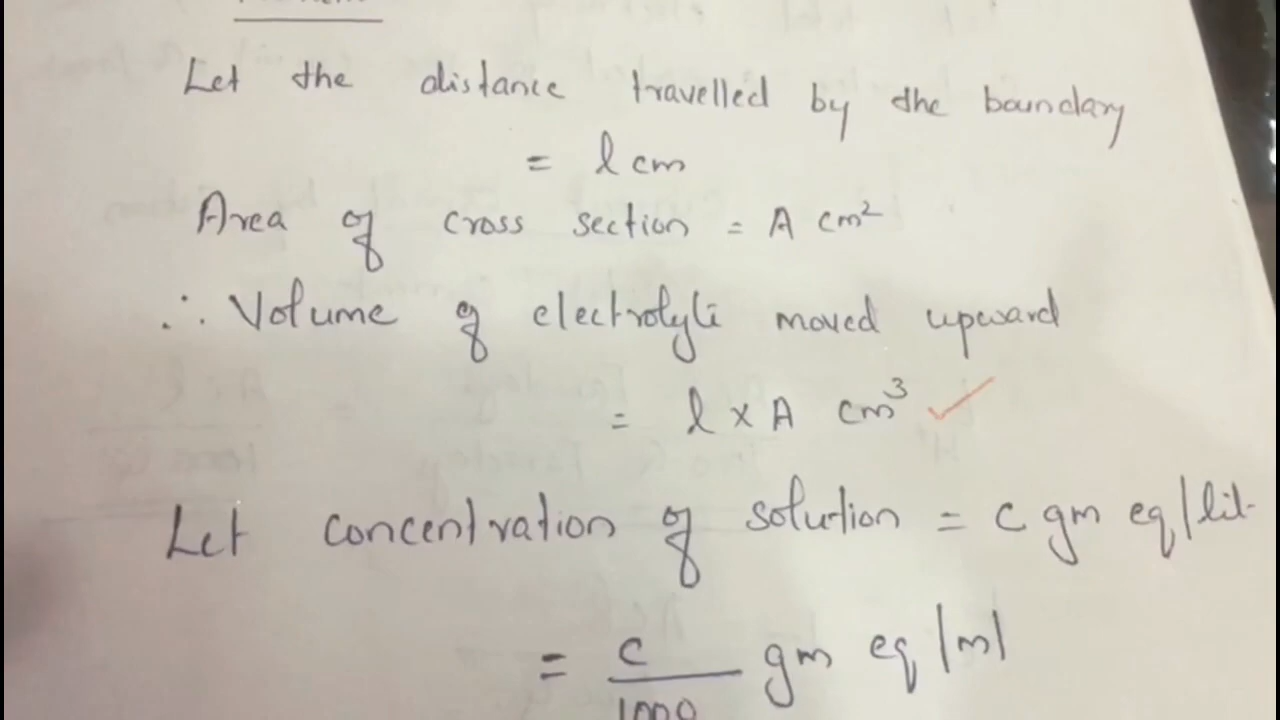 Let the distance travelled by the boundary
= l cm
Area of cross section = A cm²
∴ Volume of electrolyte moved upward
= l × A cm³ ✓
Let concentration of solution = c gm eq/lit.
= c/1000 gm eq/ml